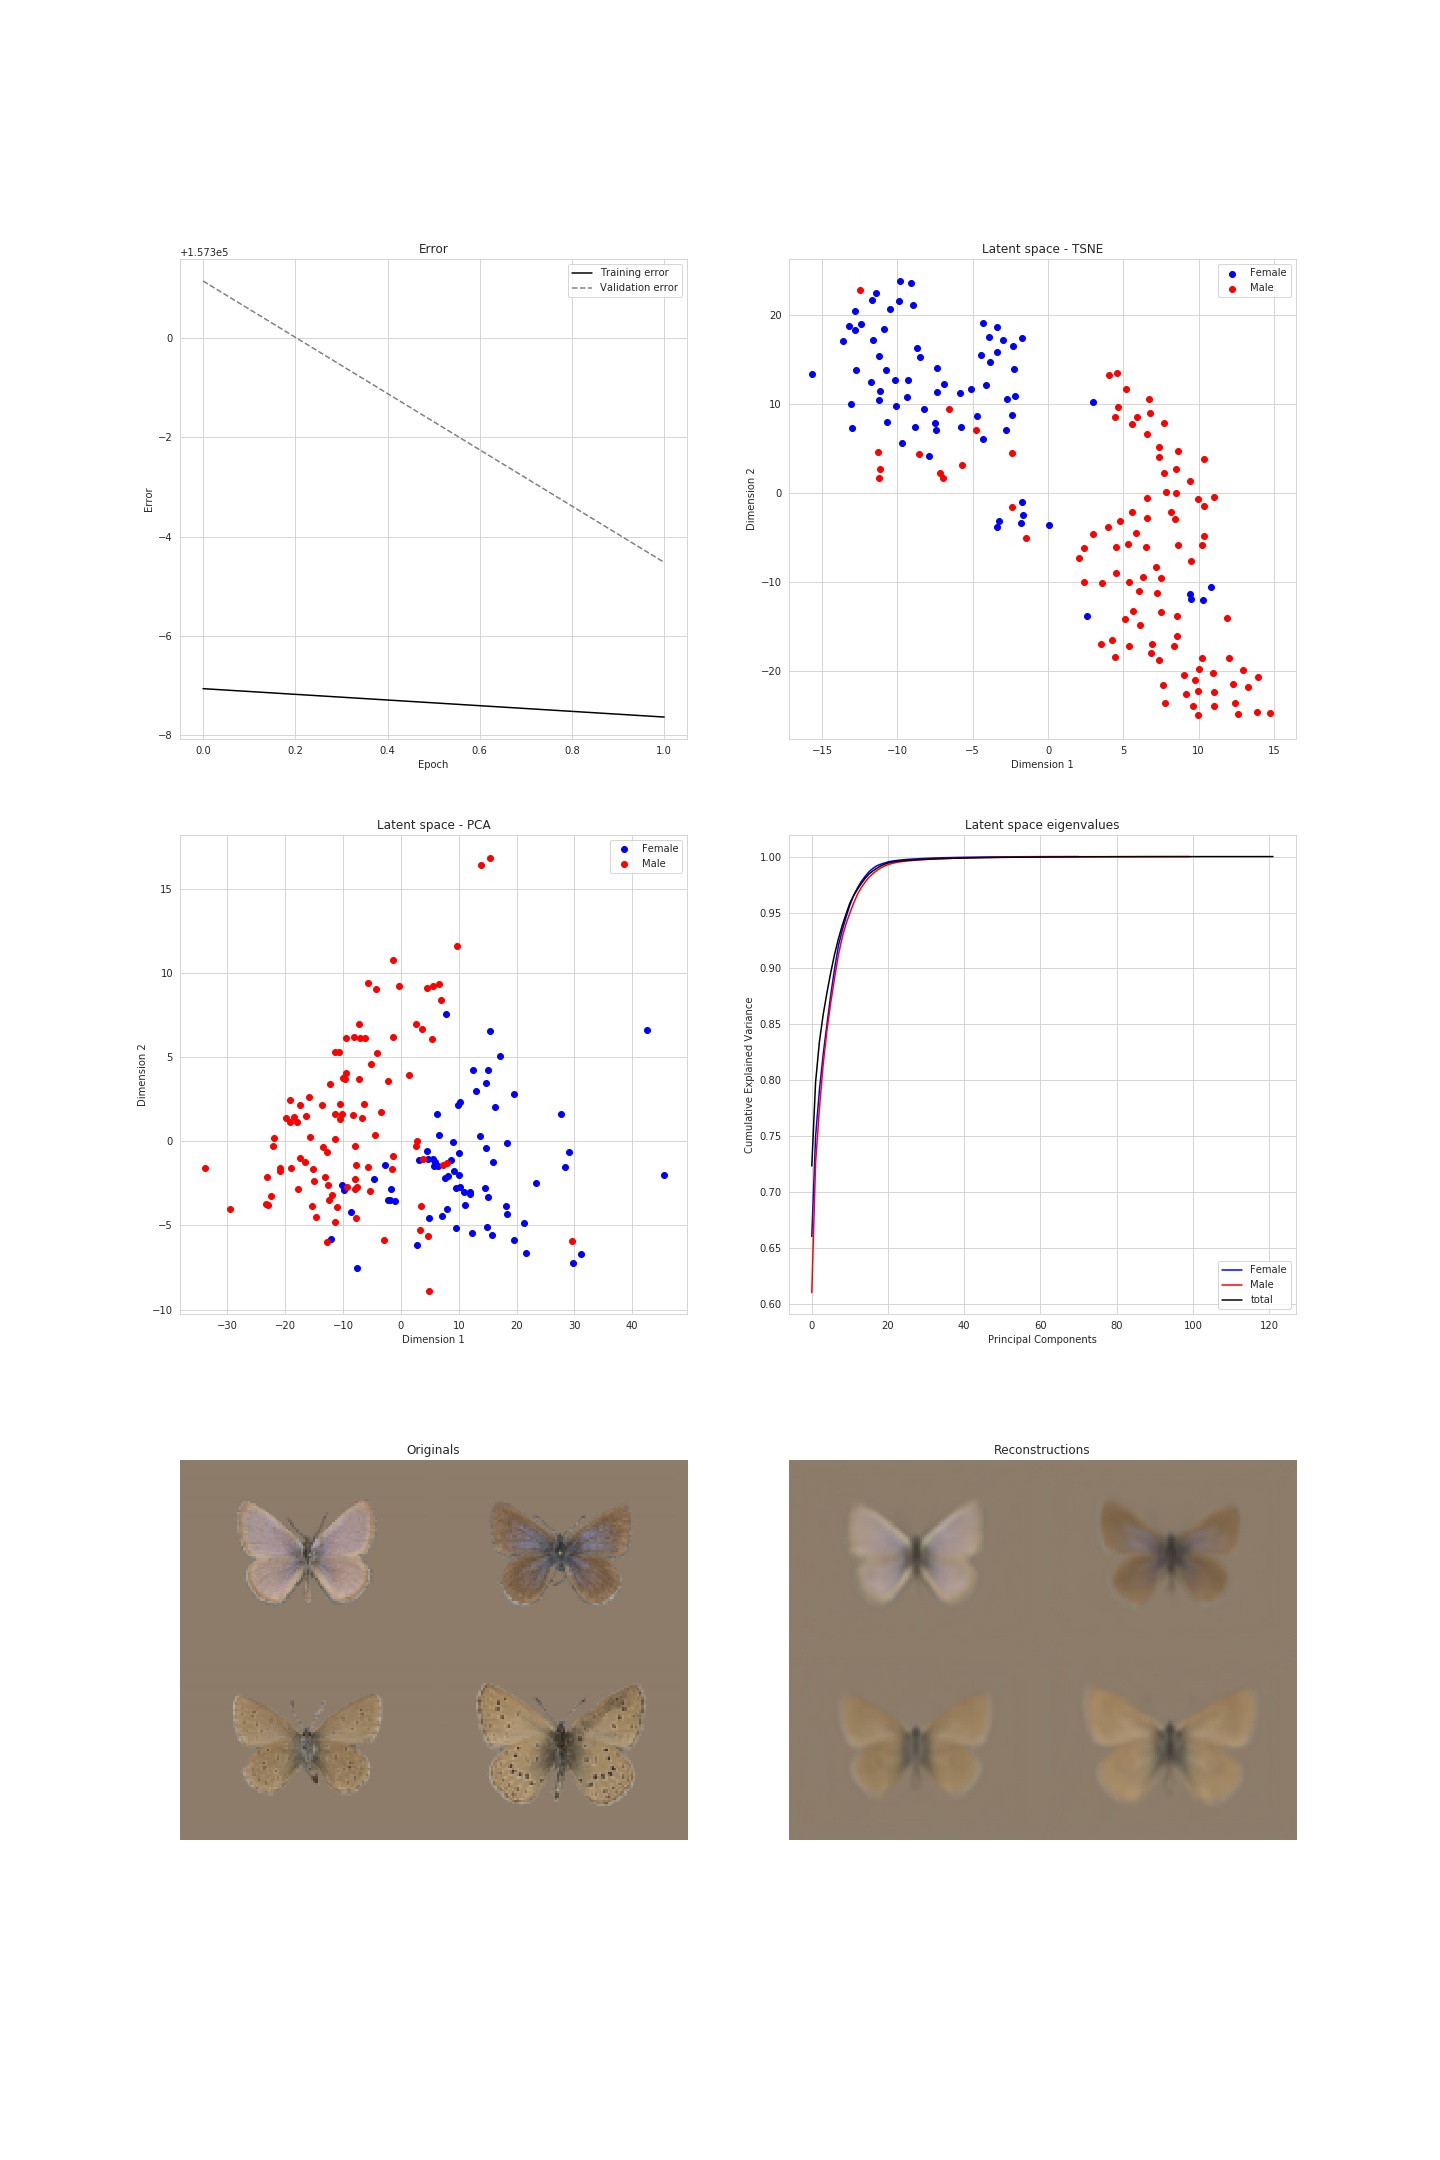 Error
+1.573e5
Training error
Validation error
0
−2
−4
−6
−8
Error
0.0 0.2 0.4 0.6 0.8 1.0
Epoch
Latent space - TSNE
Female
Male
20
10
0
−10
−20
Dimension 2
−15 −10 −5 0 5 10 15
Dimension 1
Latent space - PCA
Female
Male
15
10
5
0
−5
−10
Dimension 2
−30 −20 −10 0 10 20 30 40
Dimension 1
Latent space eigenvalues
1.00
0.95
0.90
0.85
0.80
0.75
0.70
0.65
0.60
Cumulative Explained Variance
Female
Male
total
0 20 40 60 80 100 120
Principal Components
Originals
Reconstructions